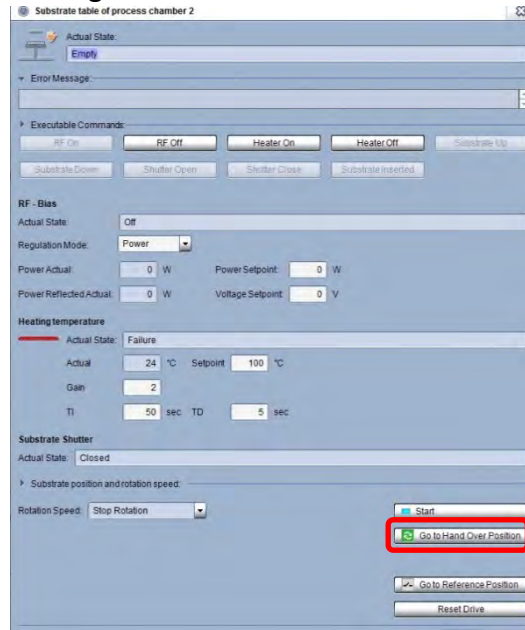 Substrate table of process chamber 2
Actual State:
Empty
Error Message:
Executable Commands:
RF On RF Off Heater On Heater Off Substrate Up
Substrate Down Shutter Open Shutter Close Substrate Inserted
RF - Bias
Actual State: Off
Regulation Mode: Power
Power Actual: 0 W Power Setpoint: 0 W
Power Reflected Actual: 0 W Voltage Setpoint: 0 V
Heating temperature
Actual State: Failure
Actual 24 °C Setpoint 100 °C
Gain 2
TI 50 sec TD 5 sec
Substrate Shutter
Actual State: Closed
Substrate position and rotation speed:
Rotation Speed: Stop Rotation Start
Go to Hand Over Position
Go to Reference Position
Reset Drive